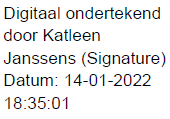 Digitaal ondertekend
door Katleen
Janssens (Signature)
Datum: 14-01-2022
18:35:01